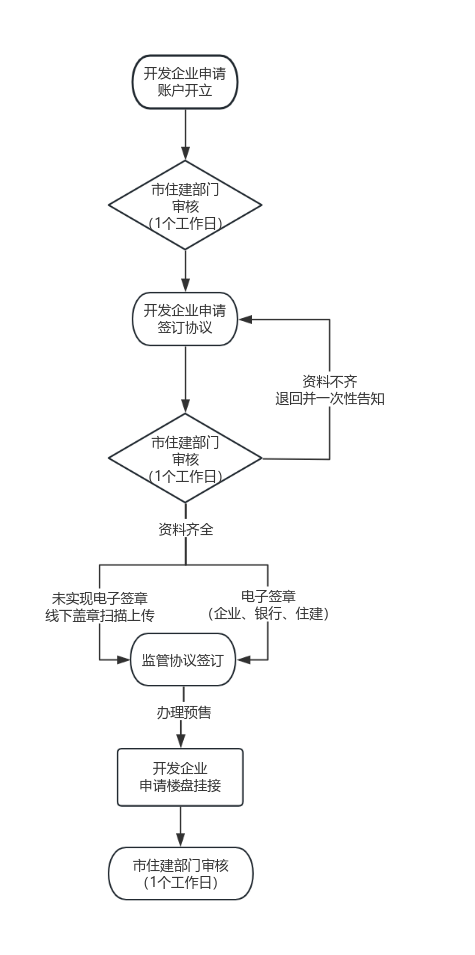 开发企业申请
账户开立
市住建部门
审核
（1个工作日）
开发企业申请
签订协议
资料不齐
退回并一次性告知
市住建部门
审核
（1个工作日）
资料齐全
未实现电子签章
线下盖章扫描上传
电子签章
（企业、银行、住建）
监管协议签订
办理预售
开发企业
申请楼盘挂接
市住建部门审核
（1个工作日）